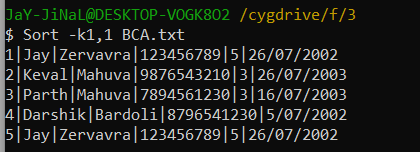 JaY-JiNaL@DESKTOP-VOGK8O2 /cygdrive/f/3
$ Sort -k1,1 BCA.txt
1|Jay|Zervavra|123456789|5|26/07/2002
2|Keval|Mahuva|9876543210|3|26/07/2003
3|Parth|Mahuva|7894561230|3|16/07/2003
4|Darshik|Bardoli|8796541230|5/07/2002
5|Jay|Zervavra|123456789|5|26/07/2002